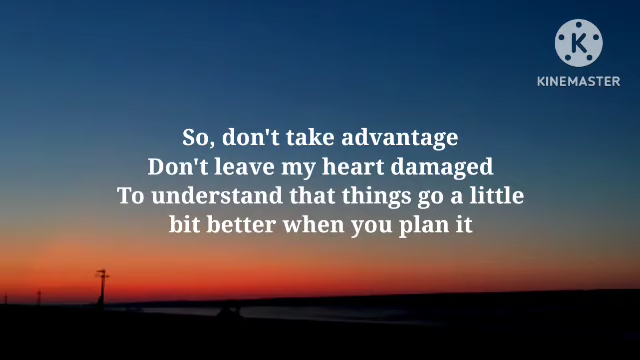 KINEMASTER
So, don't take advantage
Don't leave my heart damaged
To understand that things go a little
bit better when you plan it